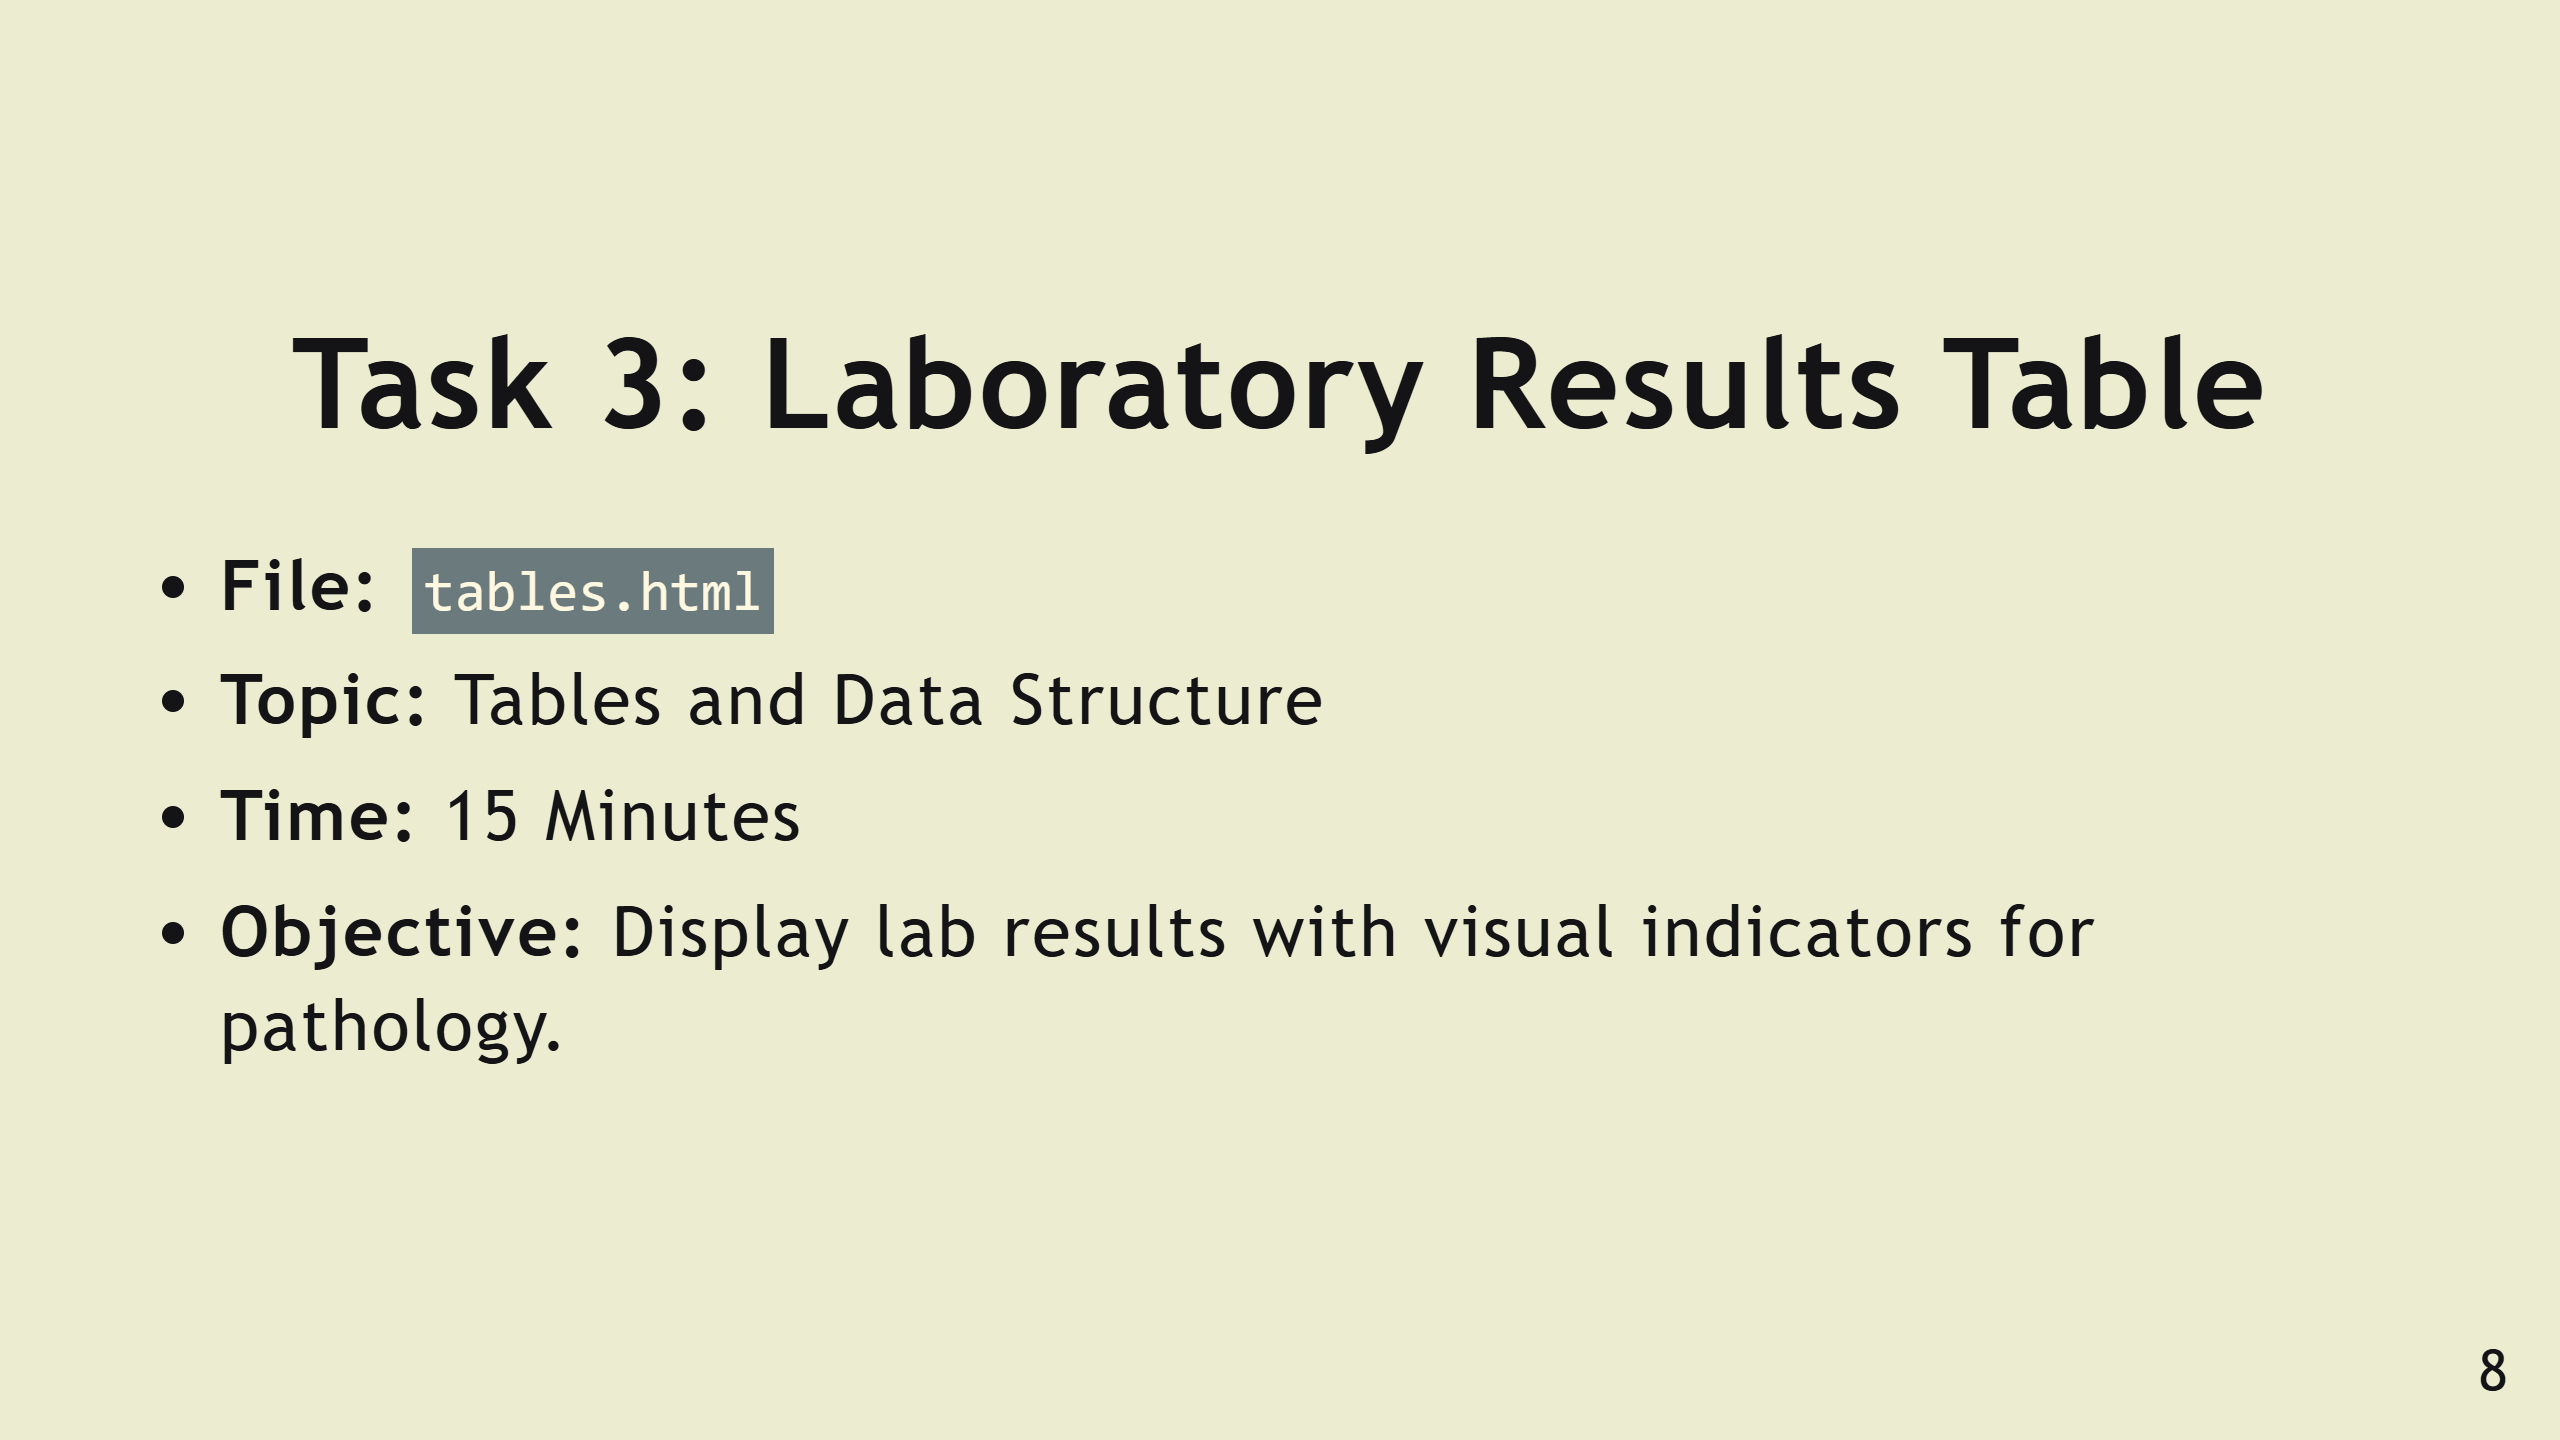 Task 3: Laboratory Results Table
• File: tables.html
• Topic: Tables and Data Structure
• Time: 15 Minutes
• Objective: Display lab results with visual indicators for
pathology.
8